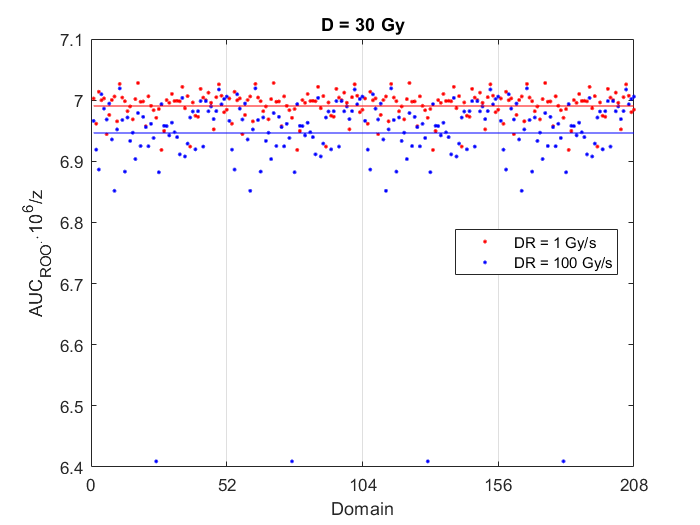 D = 30 Gy
7.1
7
6.9
6.8
6.7
6.6
6.5
6.4
AUC_ROO·10^6/z
DR = 1 Gy/s
DR = 100 Gy/s
0 52 104 156 208
Domain